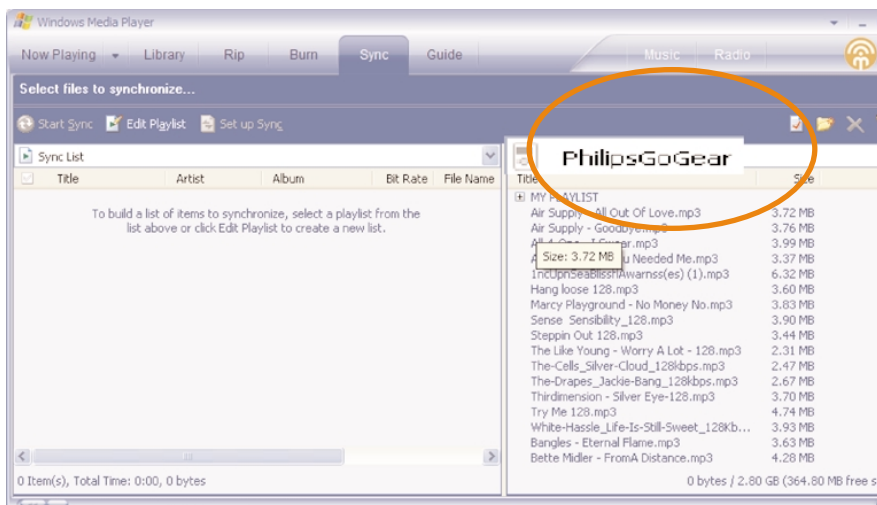 Windows Media Player
Now Playing Library Rip Burn Sync Guide Music Radio
Select files to synchronize...
Start Sync Edit Playlist Set up Sync
Sync List
PhilipsGoGear
Title Artist Album Bit Rate File Name
To build a list of items to synchronize, select a playlist from the
list above or click Edit Playlist to create a new list.
0 Item(s), Total Time: 0:00, 0 bytes
Title Size
MY PLAYLIST
Air Supply - All Out Of Love.mp3 3.72 MB
Air Supply - Goodbye.mp3 3.76 MB
All-4-One - I Swear.mp3 3.99 MB
Size: 3.72 MB Needed Me.mp3 3.37 MB
(1).mp3 6.32 MB
Hang loose 128.mp3 3.60 MB
Marcy Playground - No Money No.mp3 3.83 MB
Sense Sensibility_128.mp3 3.90 MB
Steppin Out 128.mp3 3.44 MB
The Like Young - Worry A Lot - 128.mp3 2.31 MB
The-Cells_Silver-Cloud_128kbps.mp3 2.47 MB
The-Drapes_Jackie-Bang_128kbps.mp3 2.67 MB
Thirdimension - Silver Eye-128.mp3 3.70 MB
Try Me 128.mp3 4.74 MB
White-Hassle_Life-Is-Still-Sweet_128Kb... 3.93 MB
Bangles - Eternal Flame.mp3 3.63 MB
Bette Midler - FromA Distance.mp3 4.28 MB
0 bytes / 2.80 GB (364.80 MB free s